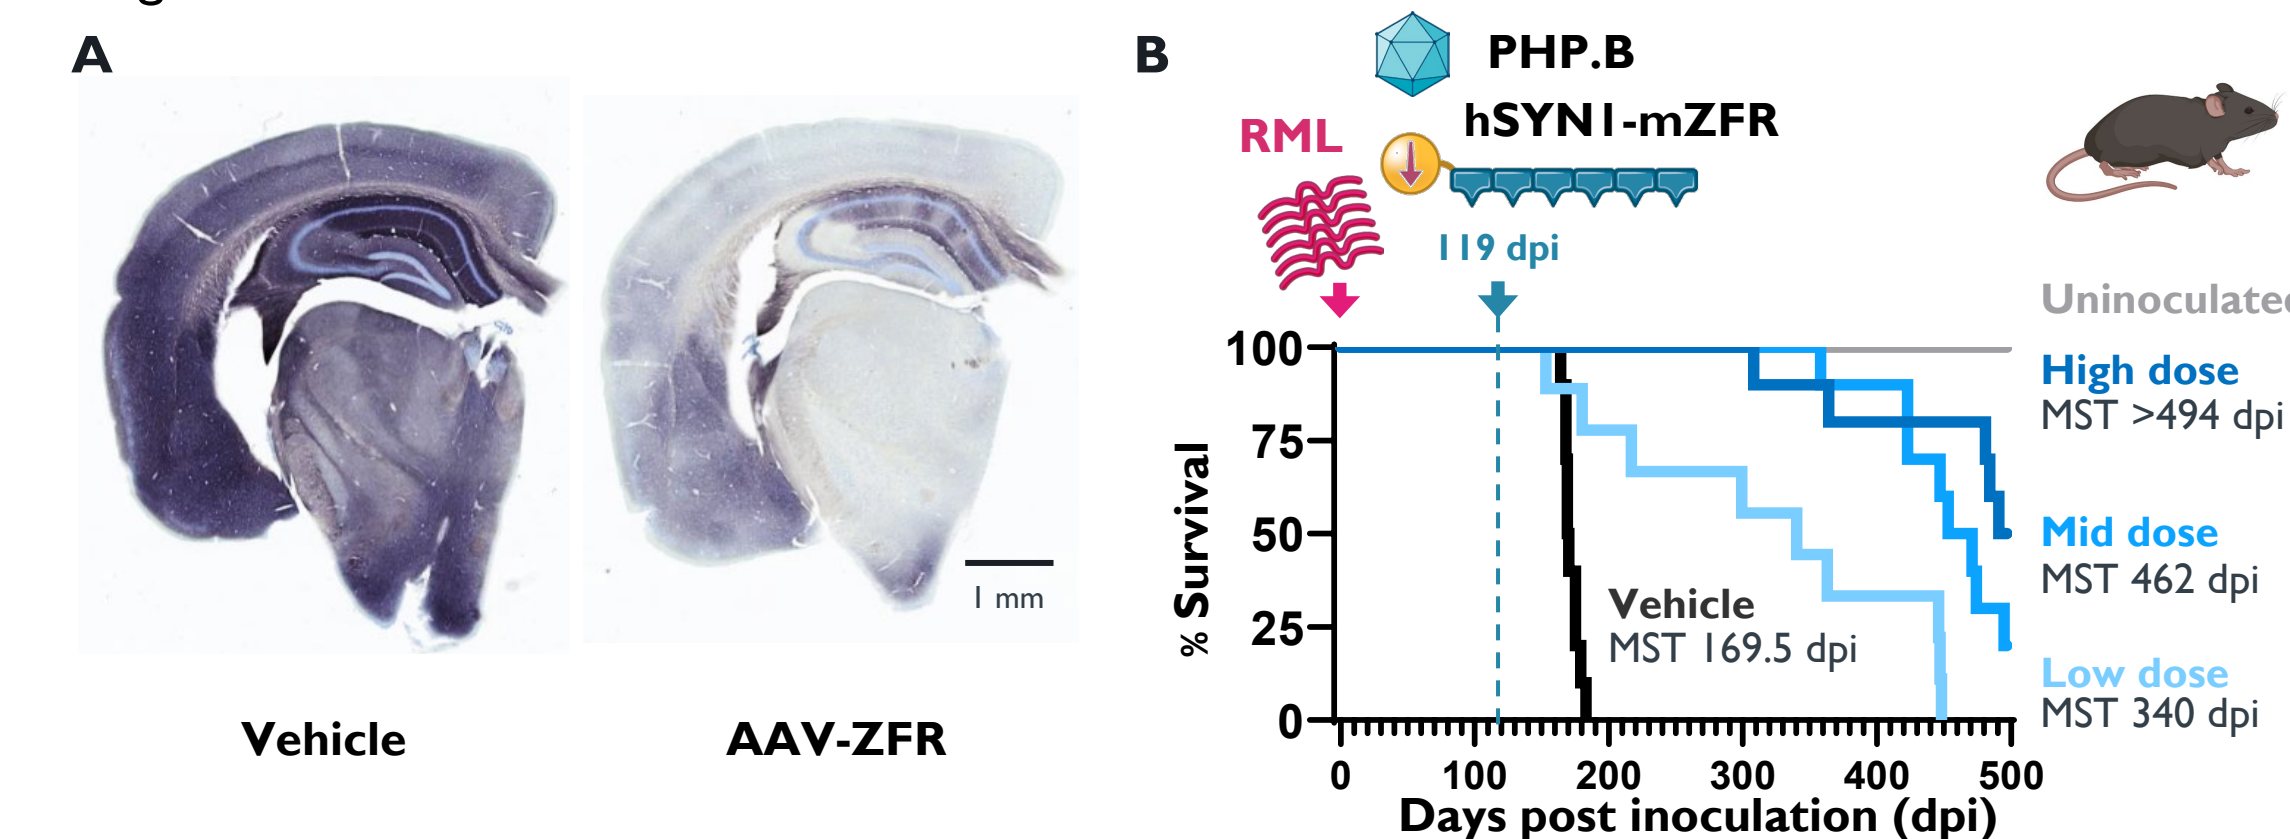 A
Vehicle
AAV-ZFR
1 mm
B
PHP.B
hSYN1-mZFR
RML
119 dpi
% Survival
100
75
50
25
0
0 100 200 300 400 500
Days post inoculation (dpi)
Vehicle
MST 169.5 dpi
Uninoculated
High dose
MST >494 dpi
Mid dose
MST 462 dpi
Low dose
MST 340 dpi